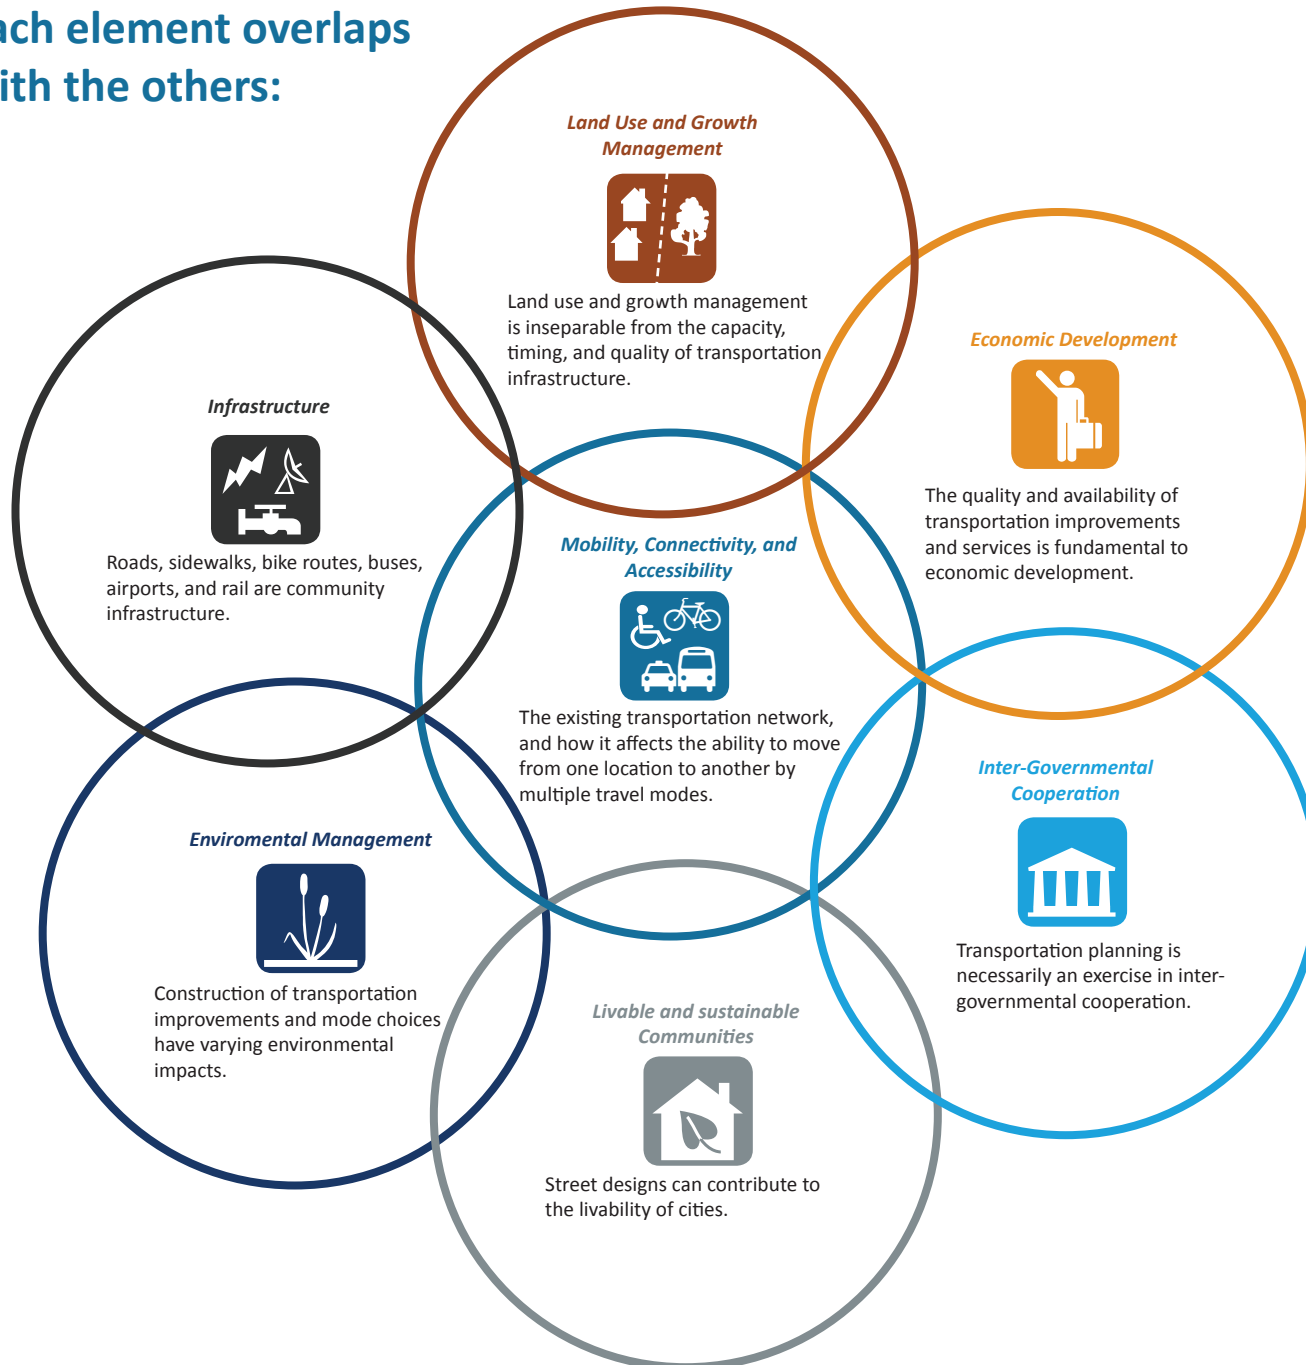 ach element overlaps
ith the others:
Land Use and Growth
Management
Land use and growth management
is inseparable from the capacity,
timing, and quality of transportation
infrastructure.
Economic Development
The quality and availability of
transportation improvements
and services is fundamental to
economic development.
Infrastructure
Roads, sidewalks, bike routes, buses,
airports, and rail are community
infrastructure.
Mobility, Connectivity, and
Accessibility
The existing transportation network,
and how it affects the ability to move
from one location to another by
multiple travel modes.
Inter-Governmental
Cooperation
Transportation planning is
necessarily an exercise in inter-
governmental cooperation.
Enviromental Management
Construction of transportation
improvements and mode choices
have varying environmental
impacts.
Livable and sustainable
Communities
Street designs can contribute to
the livability of cities.